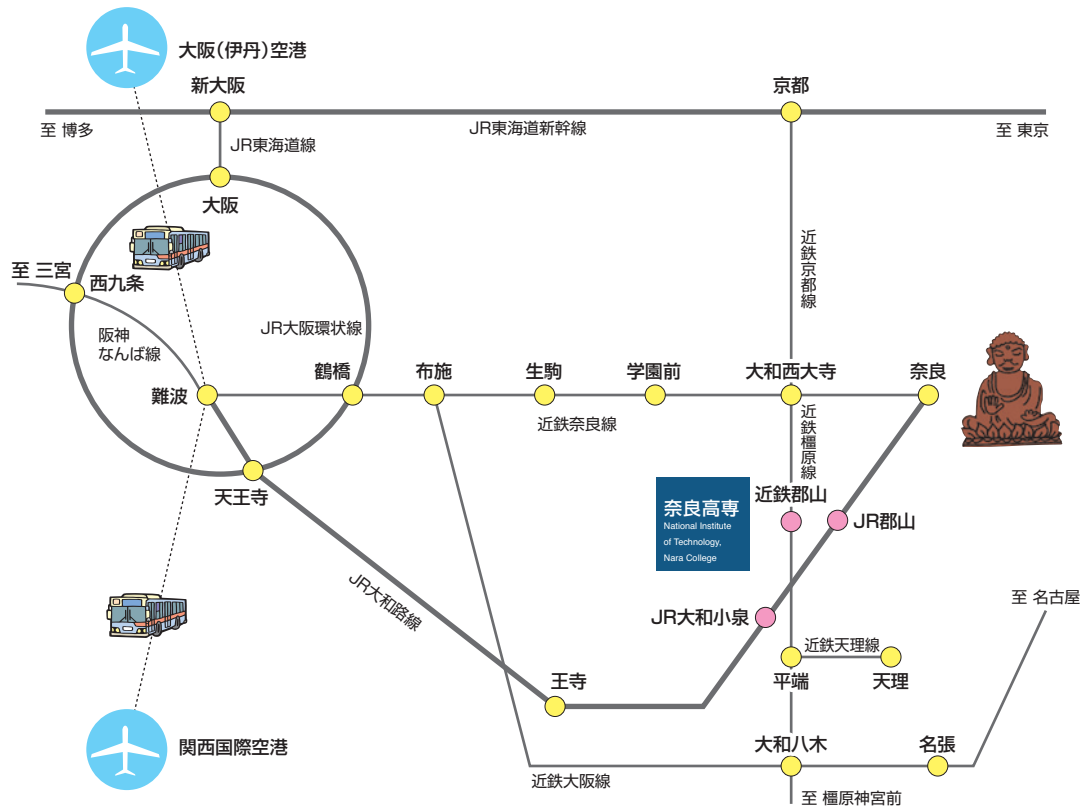 大阪（伊丹）空港
新大阪
京都
至 博多
JR東海道新幹線
至 東京
JR東海道線
大阪
近鉄京都線
至 三宮
西九条
阪神
なんば線
JR大阪環状線
鶴橋
布施
生駒
学園前
大和西大寺
奈良
難波
近鉄奈良線
近鉄橿原線
天王寺
奈良高専
National Institute
of Technology,
Nara College
近鉄郡山
JR郡山
JR大和路線
JR大和小泉
至 名古屋
近鉄天理線
平端
天理
王寺
関西国際空港
大和八木
名張
近鉄大阪線
至 橿原神宮前